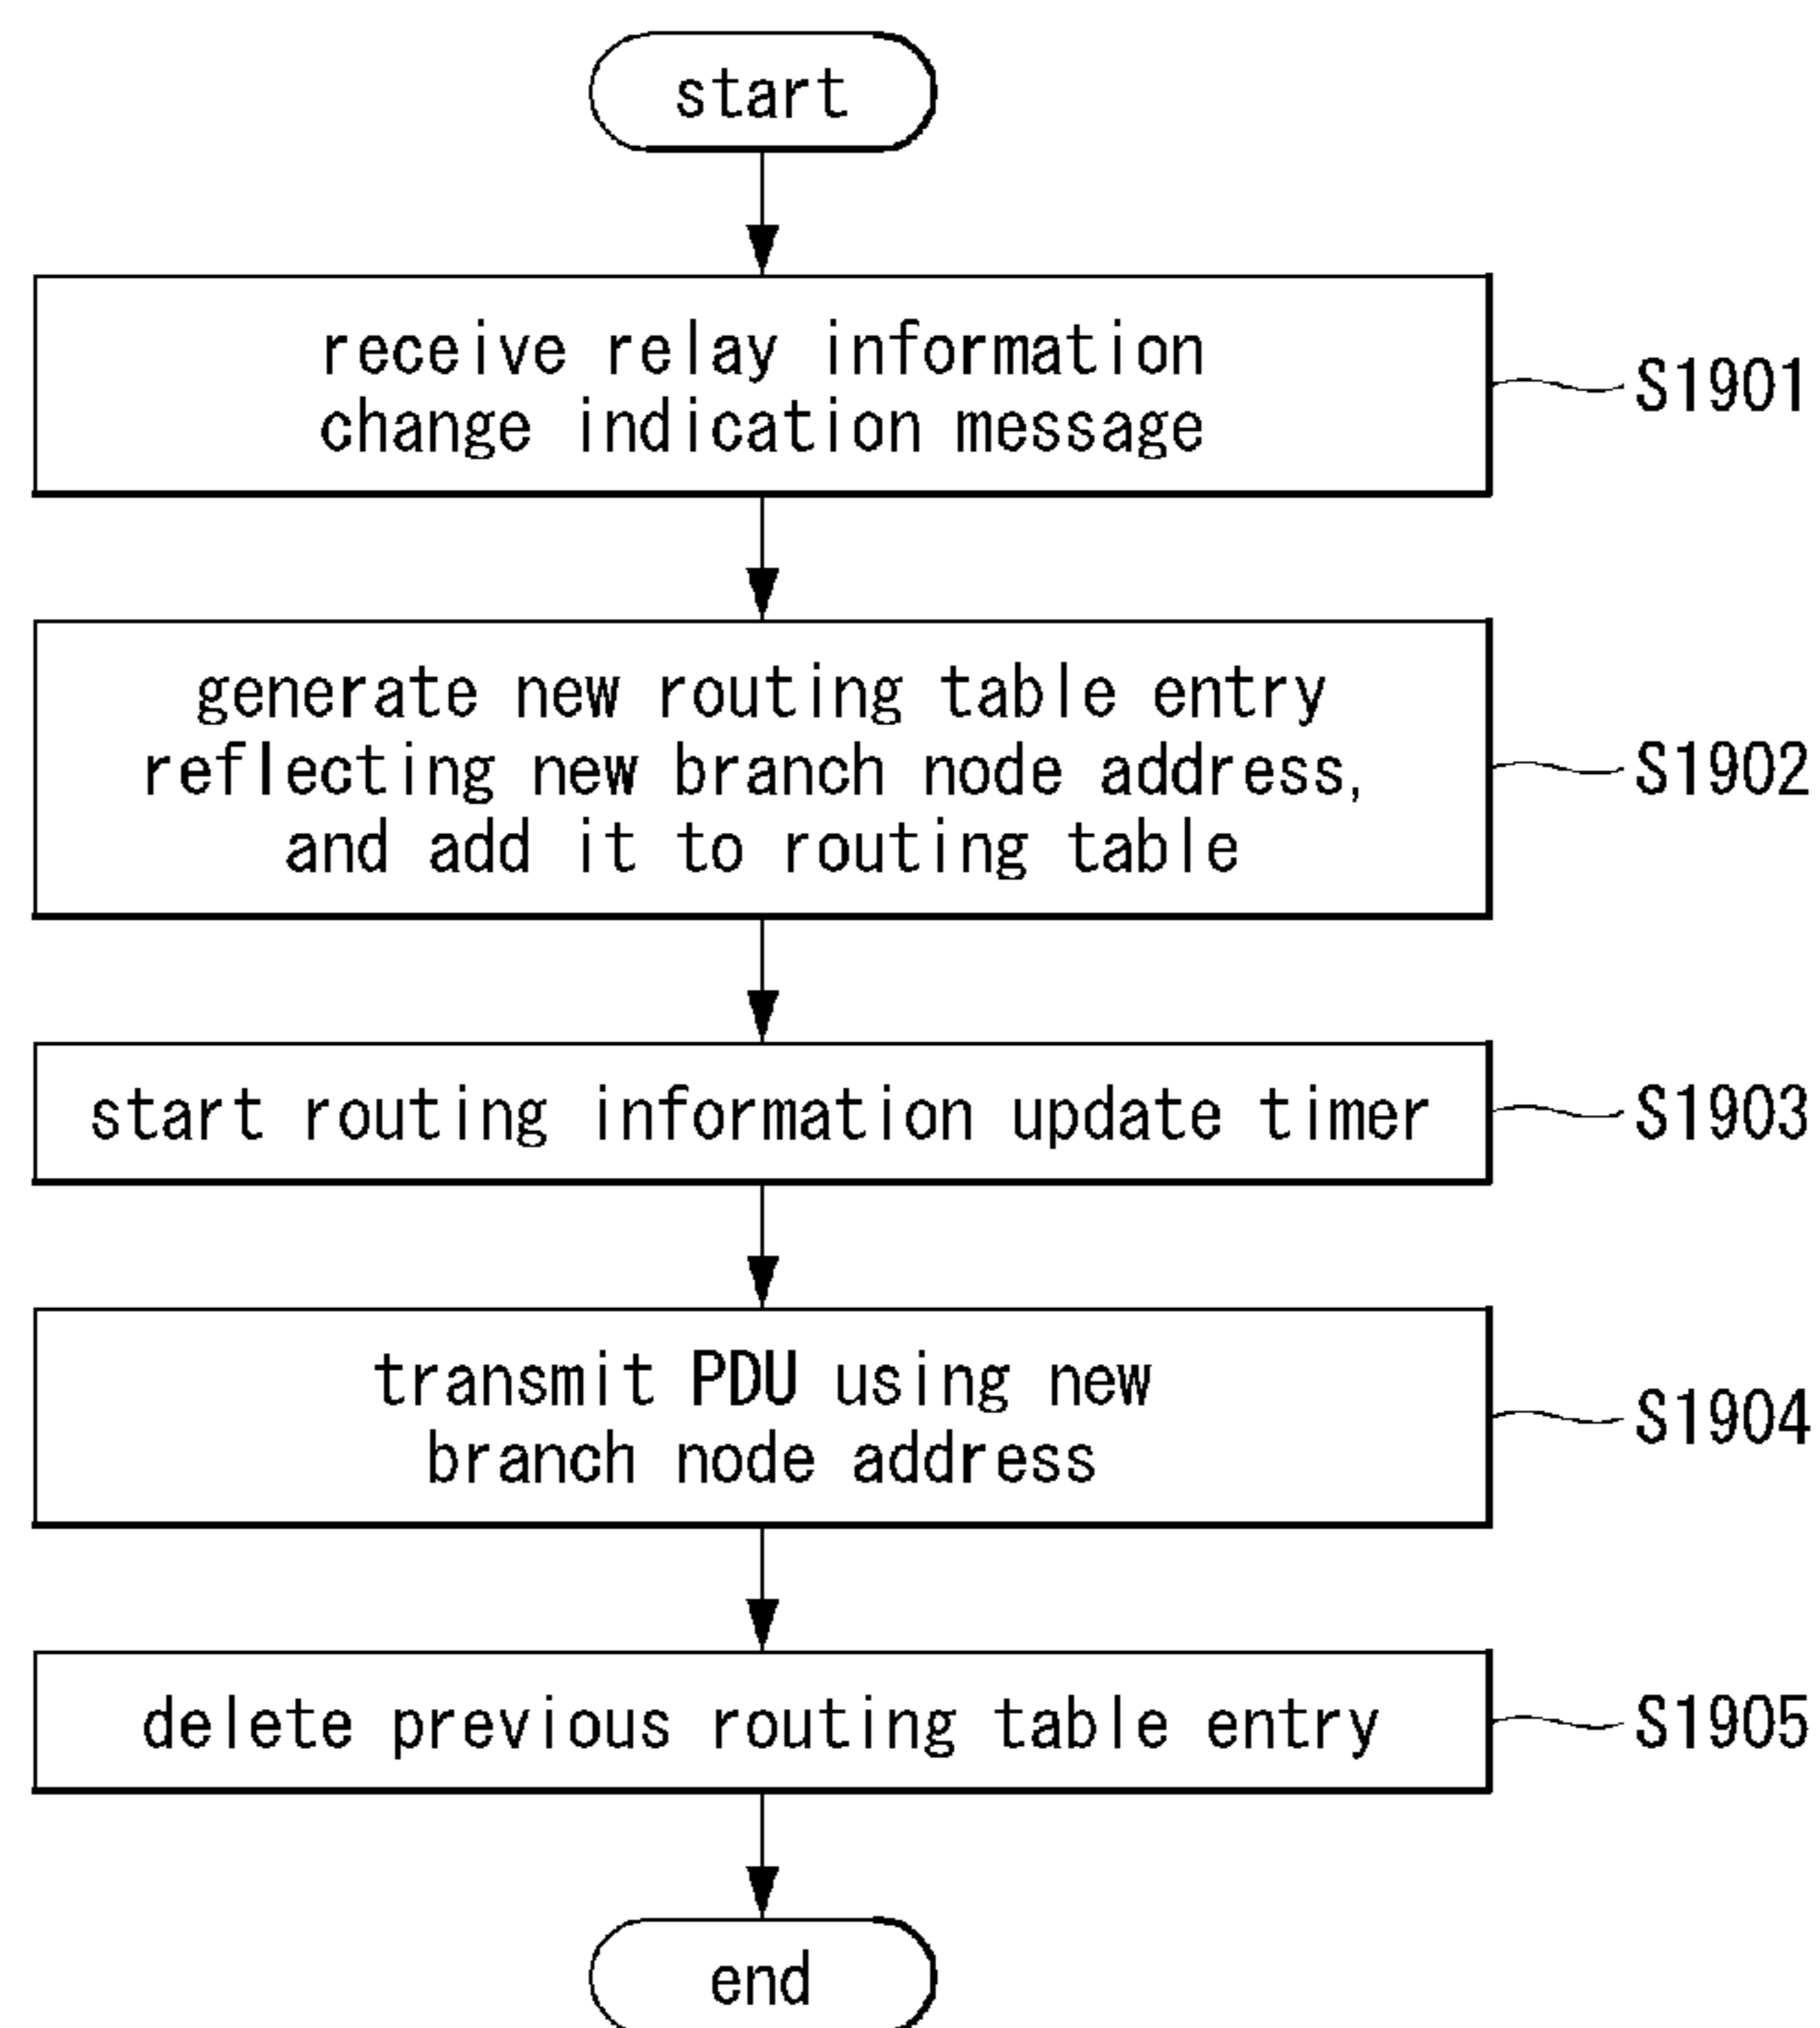 start
receive relay information
change indication message
S1901
generate new routing table entry
reflecting new branch node address,
and add it to routing table
S1902
start routing information update timer
S1903
transmit PDU using new
branch node address
S1904
delete previous routing table entry
S1905
end